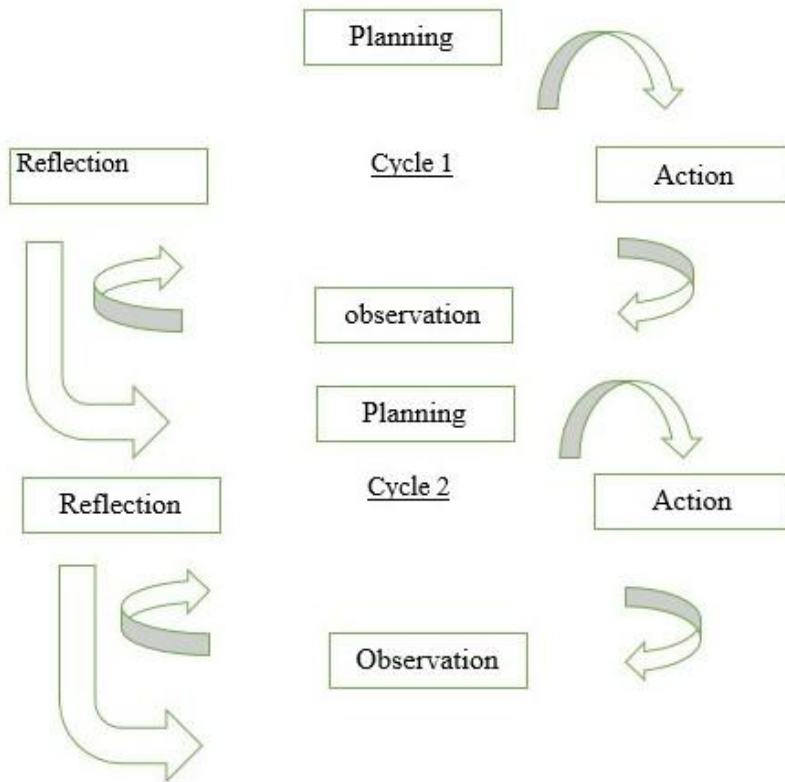 Planning
Reflection
Cycle 1
Action
observation
Planning
Reflection
Cycle 2
Action
Observation